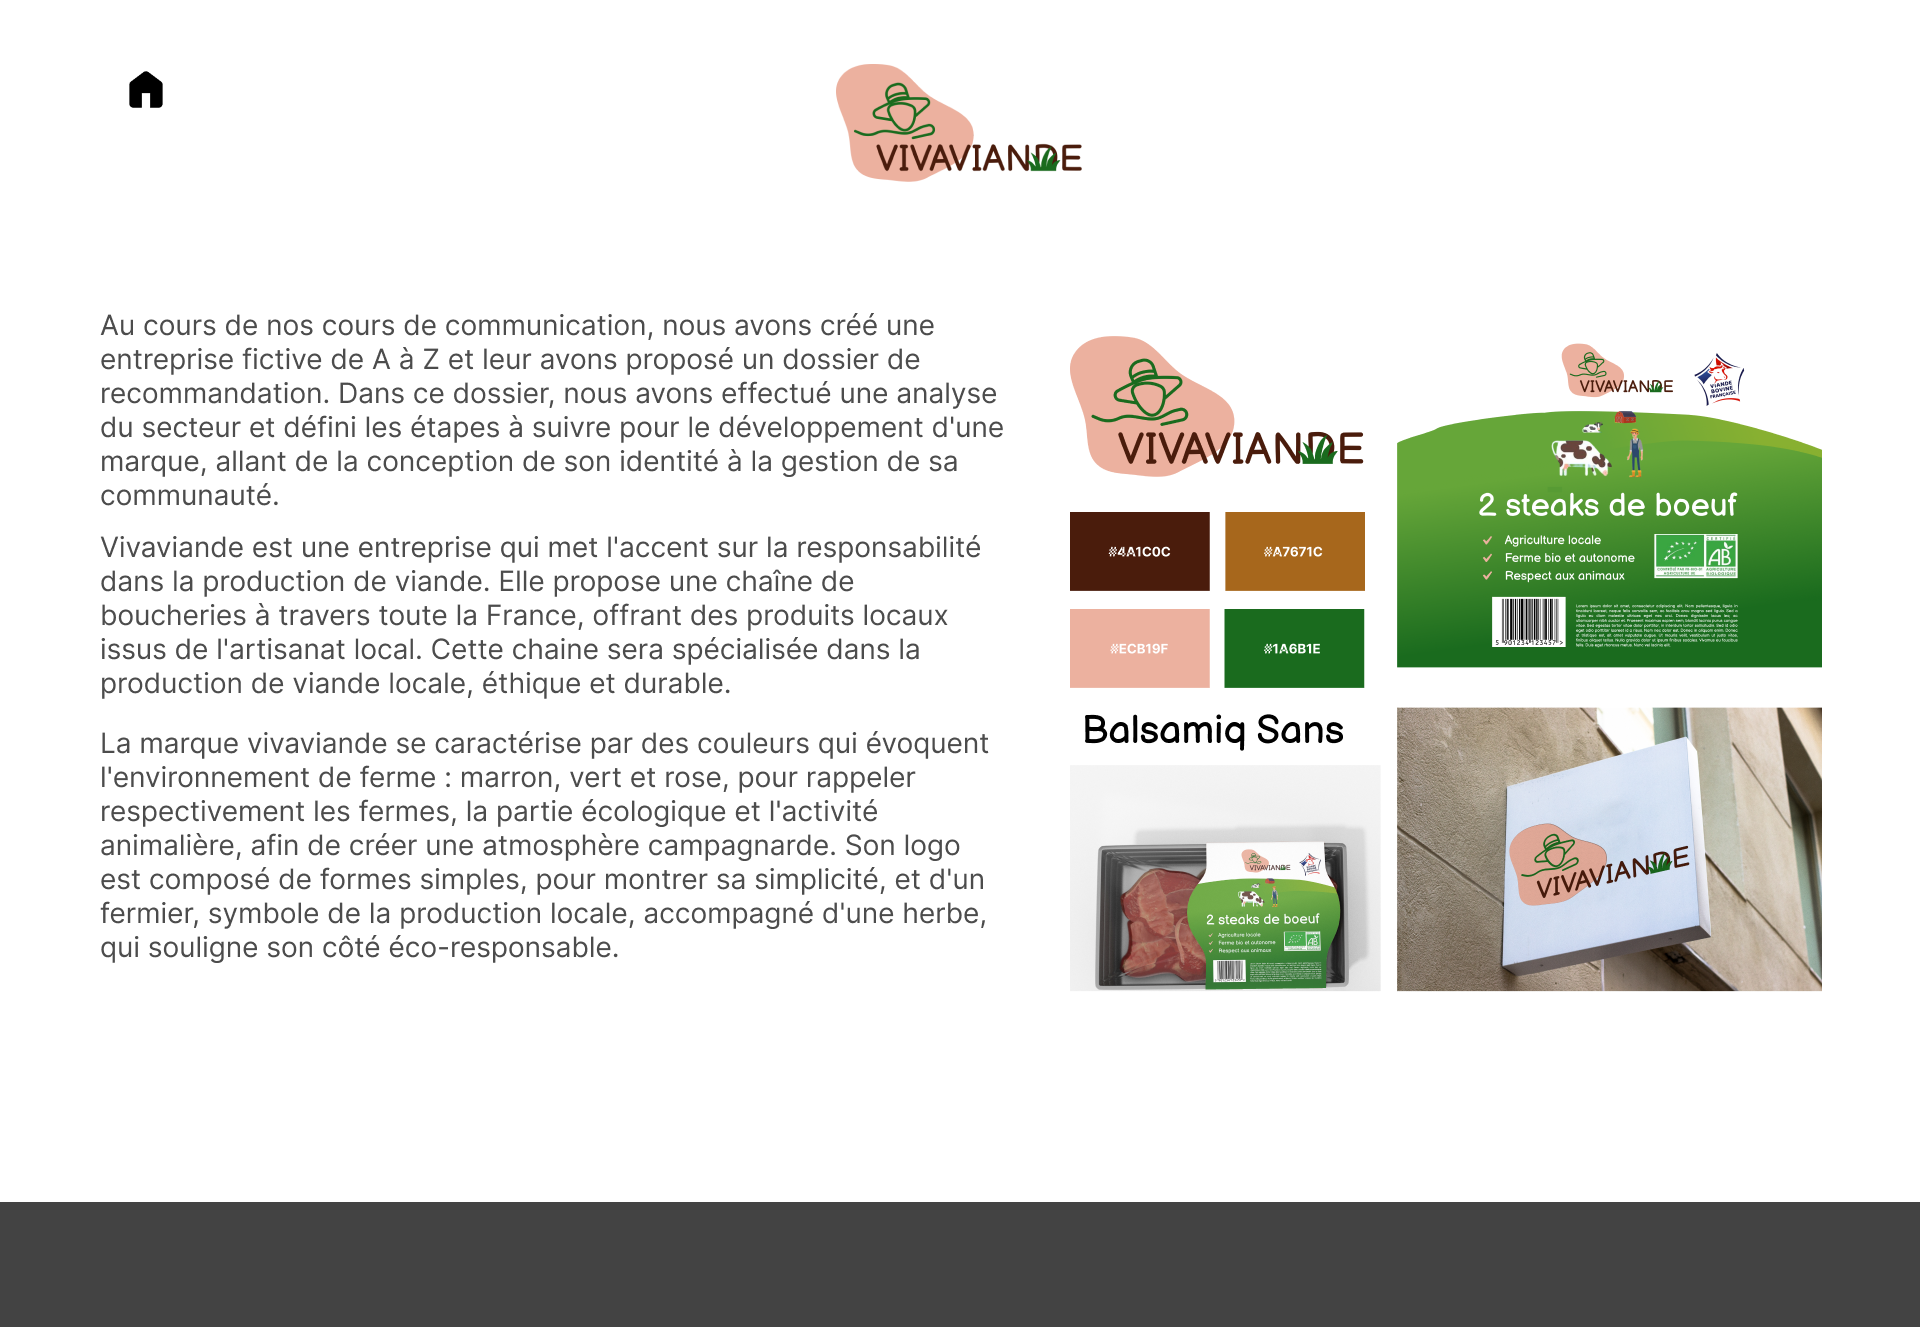 VIVAVIANDE
Au cours de nos cours de communication, nous avons créé une
entreprise fictive de A à Z et leur avons proposé un dossier de
recommandation. Dans ce dossier, nous avons effectué une analyse
du secteur et défini les étapes à suivre pour le développement d'une
marque, allant de la conception de son identité à la gestion de sa
communauté.
Vivaviande est une entreprise qui met l'accent sur la responsabilité
dans la production de viande. Elle propose une chaîne de
boucheries à travers toute la France, offrant des produits locaux
issus de l'artisanat local. Cette chaine sera spécialisée dans la
production de viande locale, éthique et durable.
La marque vivaviande se caractérise par des couleurs qui évoquent
l'environnement de ferme : marron, vert et rose, pour rappeler
respectivement les fermes, la partie écologique et l'activité
animalière, afin de créer une atmosphère campagnarde. Son logo
est composé de formes simples, pour montrer sa simplicité, et d'un
fermier, symbole de la production locale, accompagné d'une herbe,
qui souligne son côté éco-responsable.
VIVAVIANDE
#4A1C0C
#A7671C
#ECB19F
#1A6B1E
Balsamiq Sans
VIVAVIANDE
VIANDE
BOVINE
FRANÇAISE
2 steaks de boeuf
Agriculture locale
Ferme bio et autonome
Respect aux animaux
CERTIFIÉ
AB
AGRICULTURE
BIOLOGIQUE
5 901234 123457 >
VIVAVIANDE
2 steaks de boeuf
Agriculture locale
Ferme bio et autonome
Respect aux animaux
AB
VIVAVIANDE